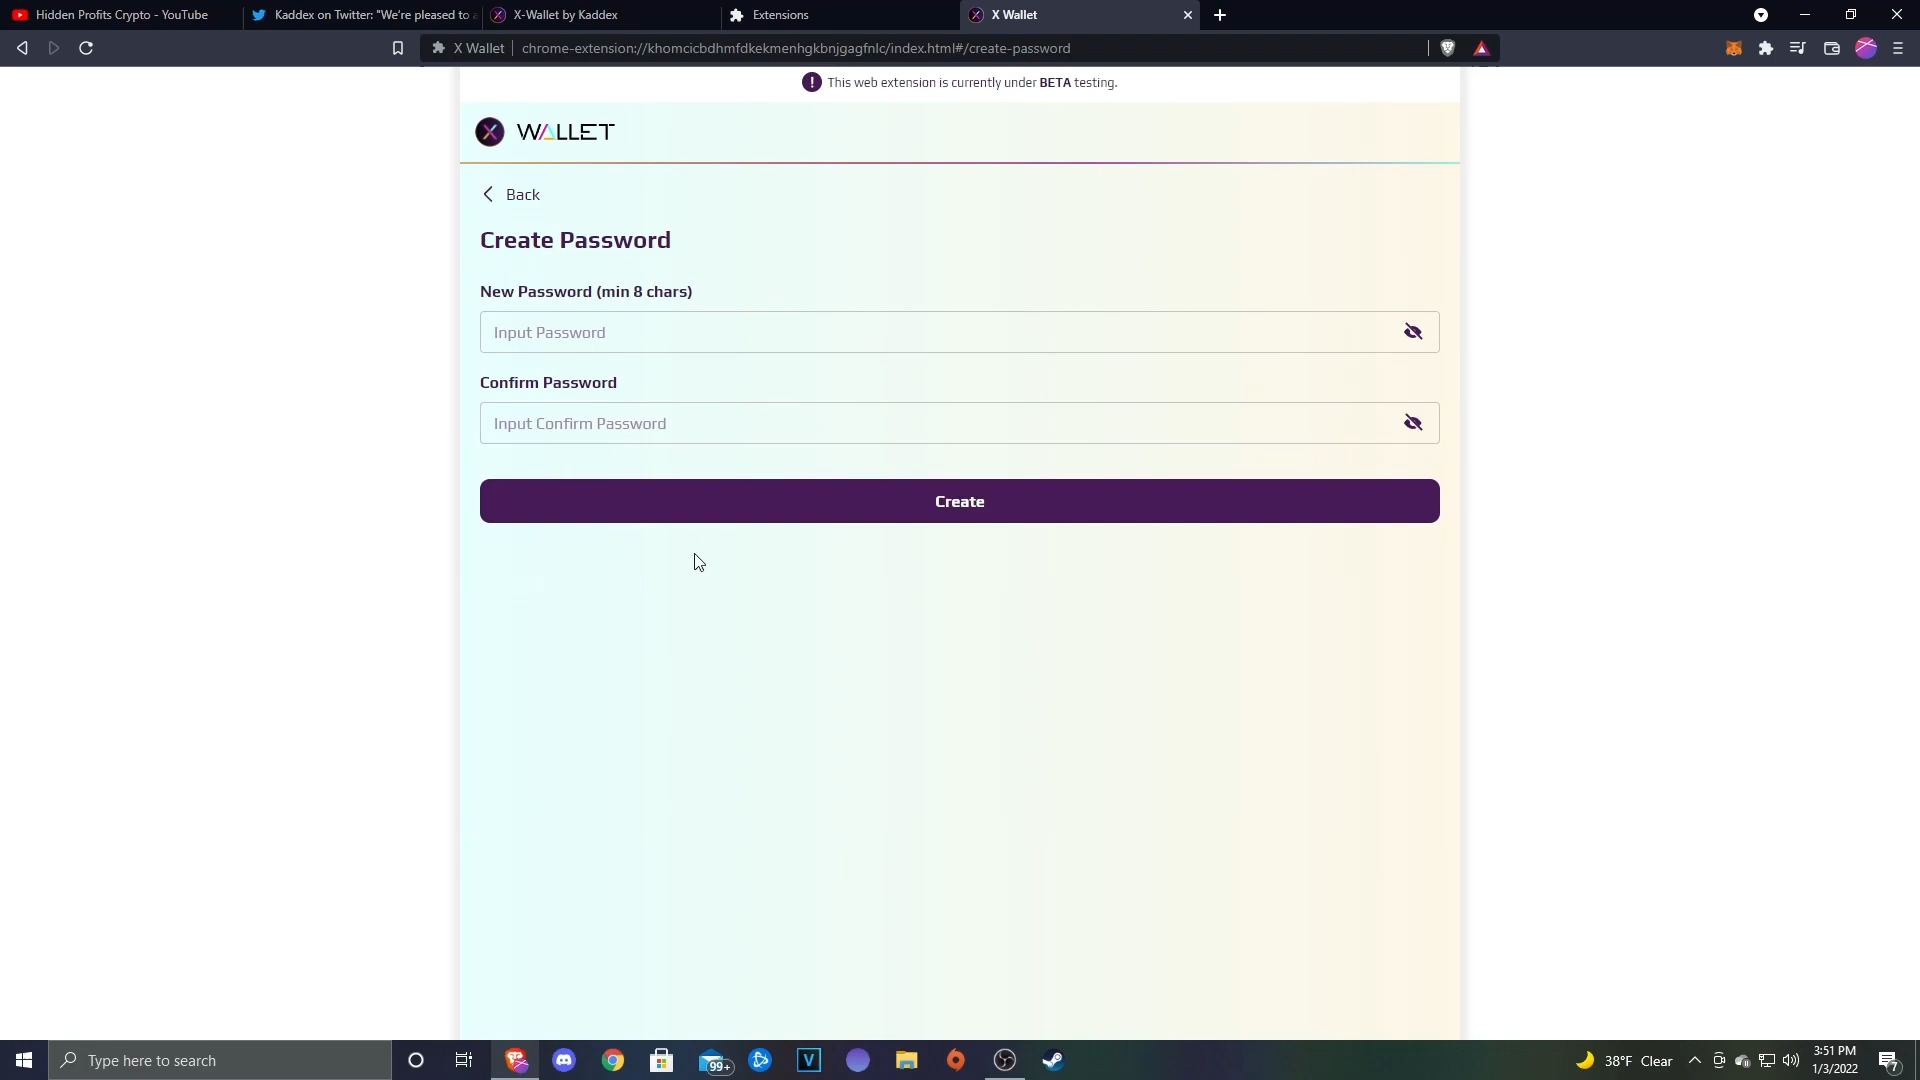 Hidden Profits Crypto - YouTube
Kaddex on Twitter: "We're pleased to a
X-Wallet by Kaddex
Extensions
X Wallet
X Wallet
chrome-extension://khomcicbdhmfdkekmenhgkbnjgagfnlc/index.html#/create-password
! This web extension is currently under BETA testing.
X WALLET
Back
Create Password
New Password (min 8 chars)
Input Password
Confirm Password
Input Confirm Password
Create
Type here to search
99+
V
38°F Clear
3:51 PM
1/3/2022
7